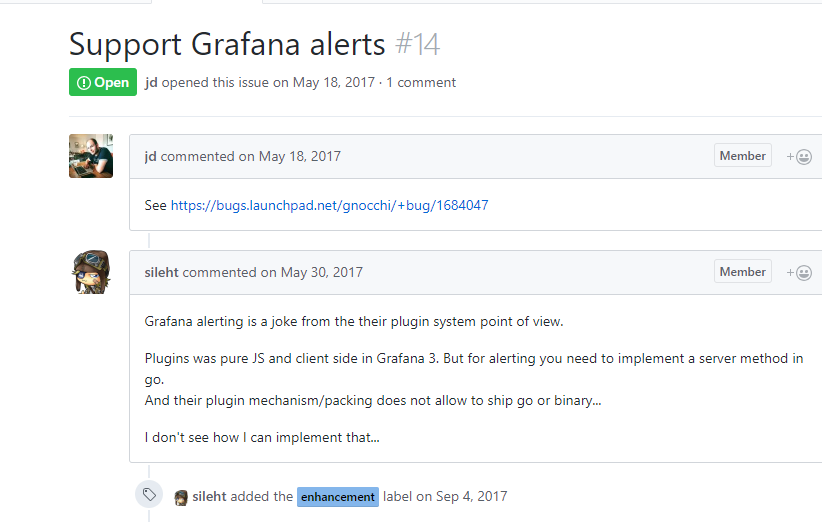 Support Grafana alerts #14
Open jd opened this issue on May 18, 2017 · 1 comment
jd commented on May 18, 2017 Member
See https://bugs.launchpad.net/gnocchi/+bug/1684047
sileht commented on May 30, 2017 Member
Grafana alerting is a joke from the their plugin system point of view.
Plugins was pure JS and client side in Grafana 3. But for alerting you need to implement a server method in
go.
And their plugin mechanism/packing does not allow to ship go or binary...
I don't see how I can implement that...
sileht added the enhancement label on Sep 4, 2017